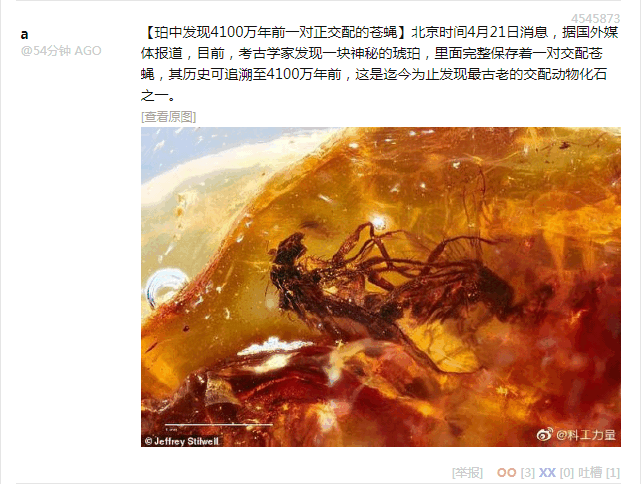 4545873
a
@54分钟 AGO
【珀中发现4100万年前一对正交配的苍蝇】北京时间4月21日消息，据国外媒
体报道，目前，考古学家发现一块神秘的琥珀，里面完整保存着一对交配苍
蝇，其历史可追溯至4100万年前，这是迄今为止发现最古老的交配动物化石
之一。
[查看原图]
© Jeffrey Stilwell
@科工力量
[举报] OO [3] XX [0] 吐槽 [1]